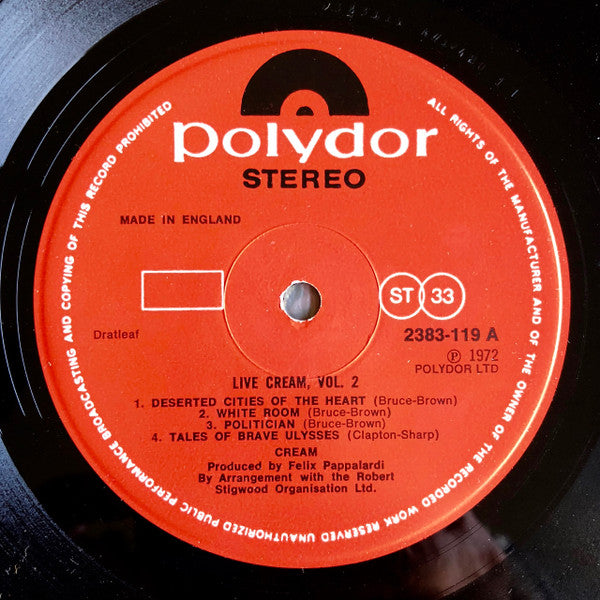 polydor
STEREO
MADE IN ENGLAND
ST 33
Dratleaf
2383-119 A
Ⓟ 1972
POLYDOR LTD
LIVE CREAM, VOL. 2
1. DESERTED CITIES OF THE HEART (Bruce-Brown)
2. WHITE ROOM (Bruce-Brown)
3. POLITICIAN (Bruce-Brown)
4. TALES OF BRAVE ULYSSES (Clapton-Sharp)
CREAM
Produced by Felix Pappalardi
By Arrangement with the Robert
Stigwood Organisation Ltd.
ALL RIGHTS OF THE MANUFACTURER AND OF THE OWNER OF THE RECORDED WORK RESERVED UNAUTHORIZED PUBLIC PERFORMANCE BROADCASTING AND COPYING OF THIS RECORD PROHIBITED